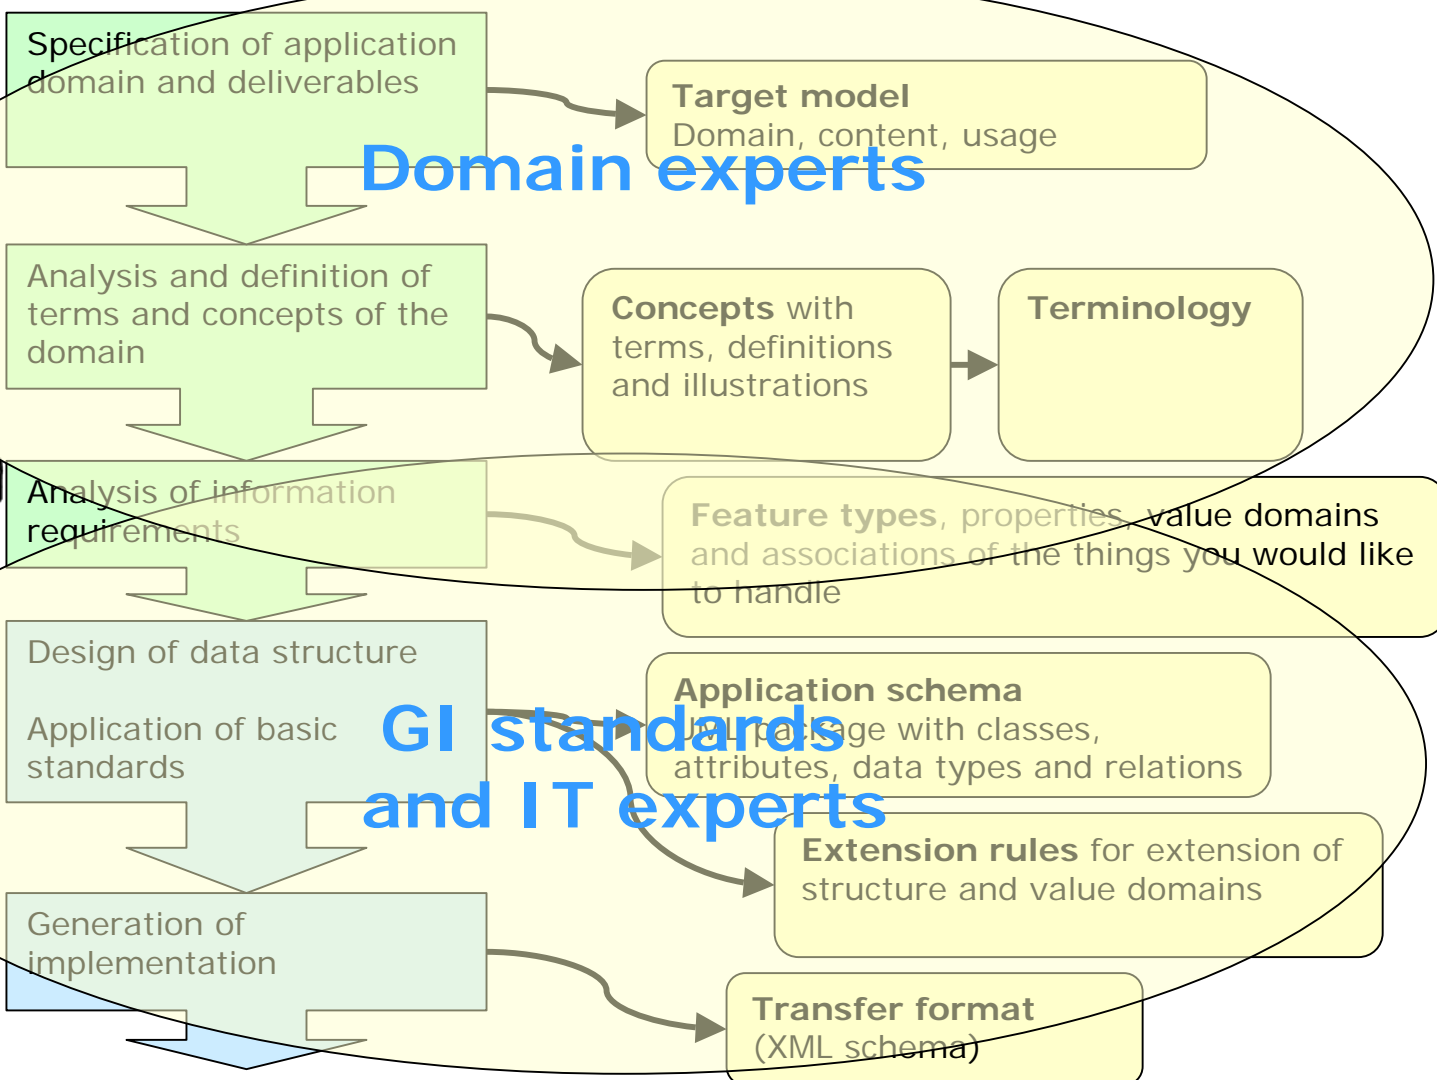 Specification of application
domain and deliverables
Target model
Domain, content, usage
Domain experts
Analysis and definition of
terms and concepts of the
domain
Concepts with
terms, definitions
and illustrations
Terminology
Analysis of information
requirements
Feature types, properties, value domains
and associations of the things you would like
to handle
Design of data structure
Application of basic
standards
Application schema
UML package with classes,
attributes, data types and relations
GI standards
and IT experts
Extension rules for extension of
structure and value domains
Generation of
implementation
Transfer format
(XML schema)